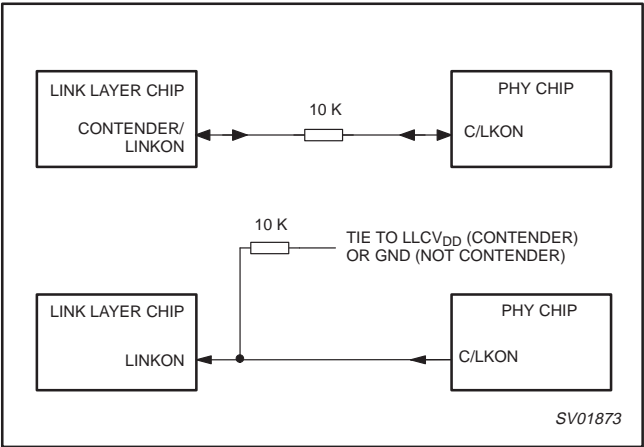 LINK LAYER CHIP
CONTENDER/
LINKON
10 K
PHY CHIP
C/LKON
10 K
TIE TO LLCVDD (CONTENDER)
OR GND (NOT CONTENDER)
LINK LAYER CHIP
LINKON
PHY CHIP
C/LKON
SV01873